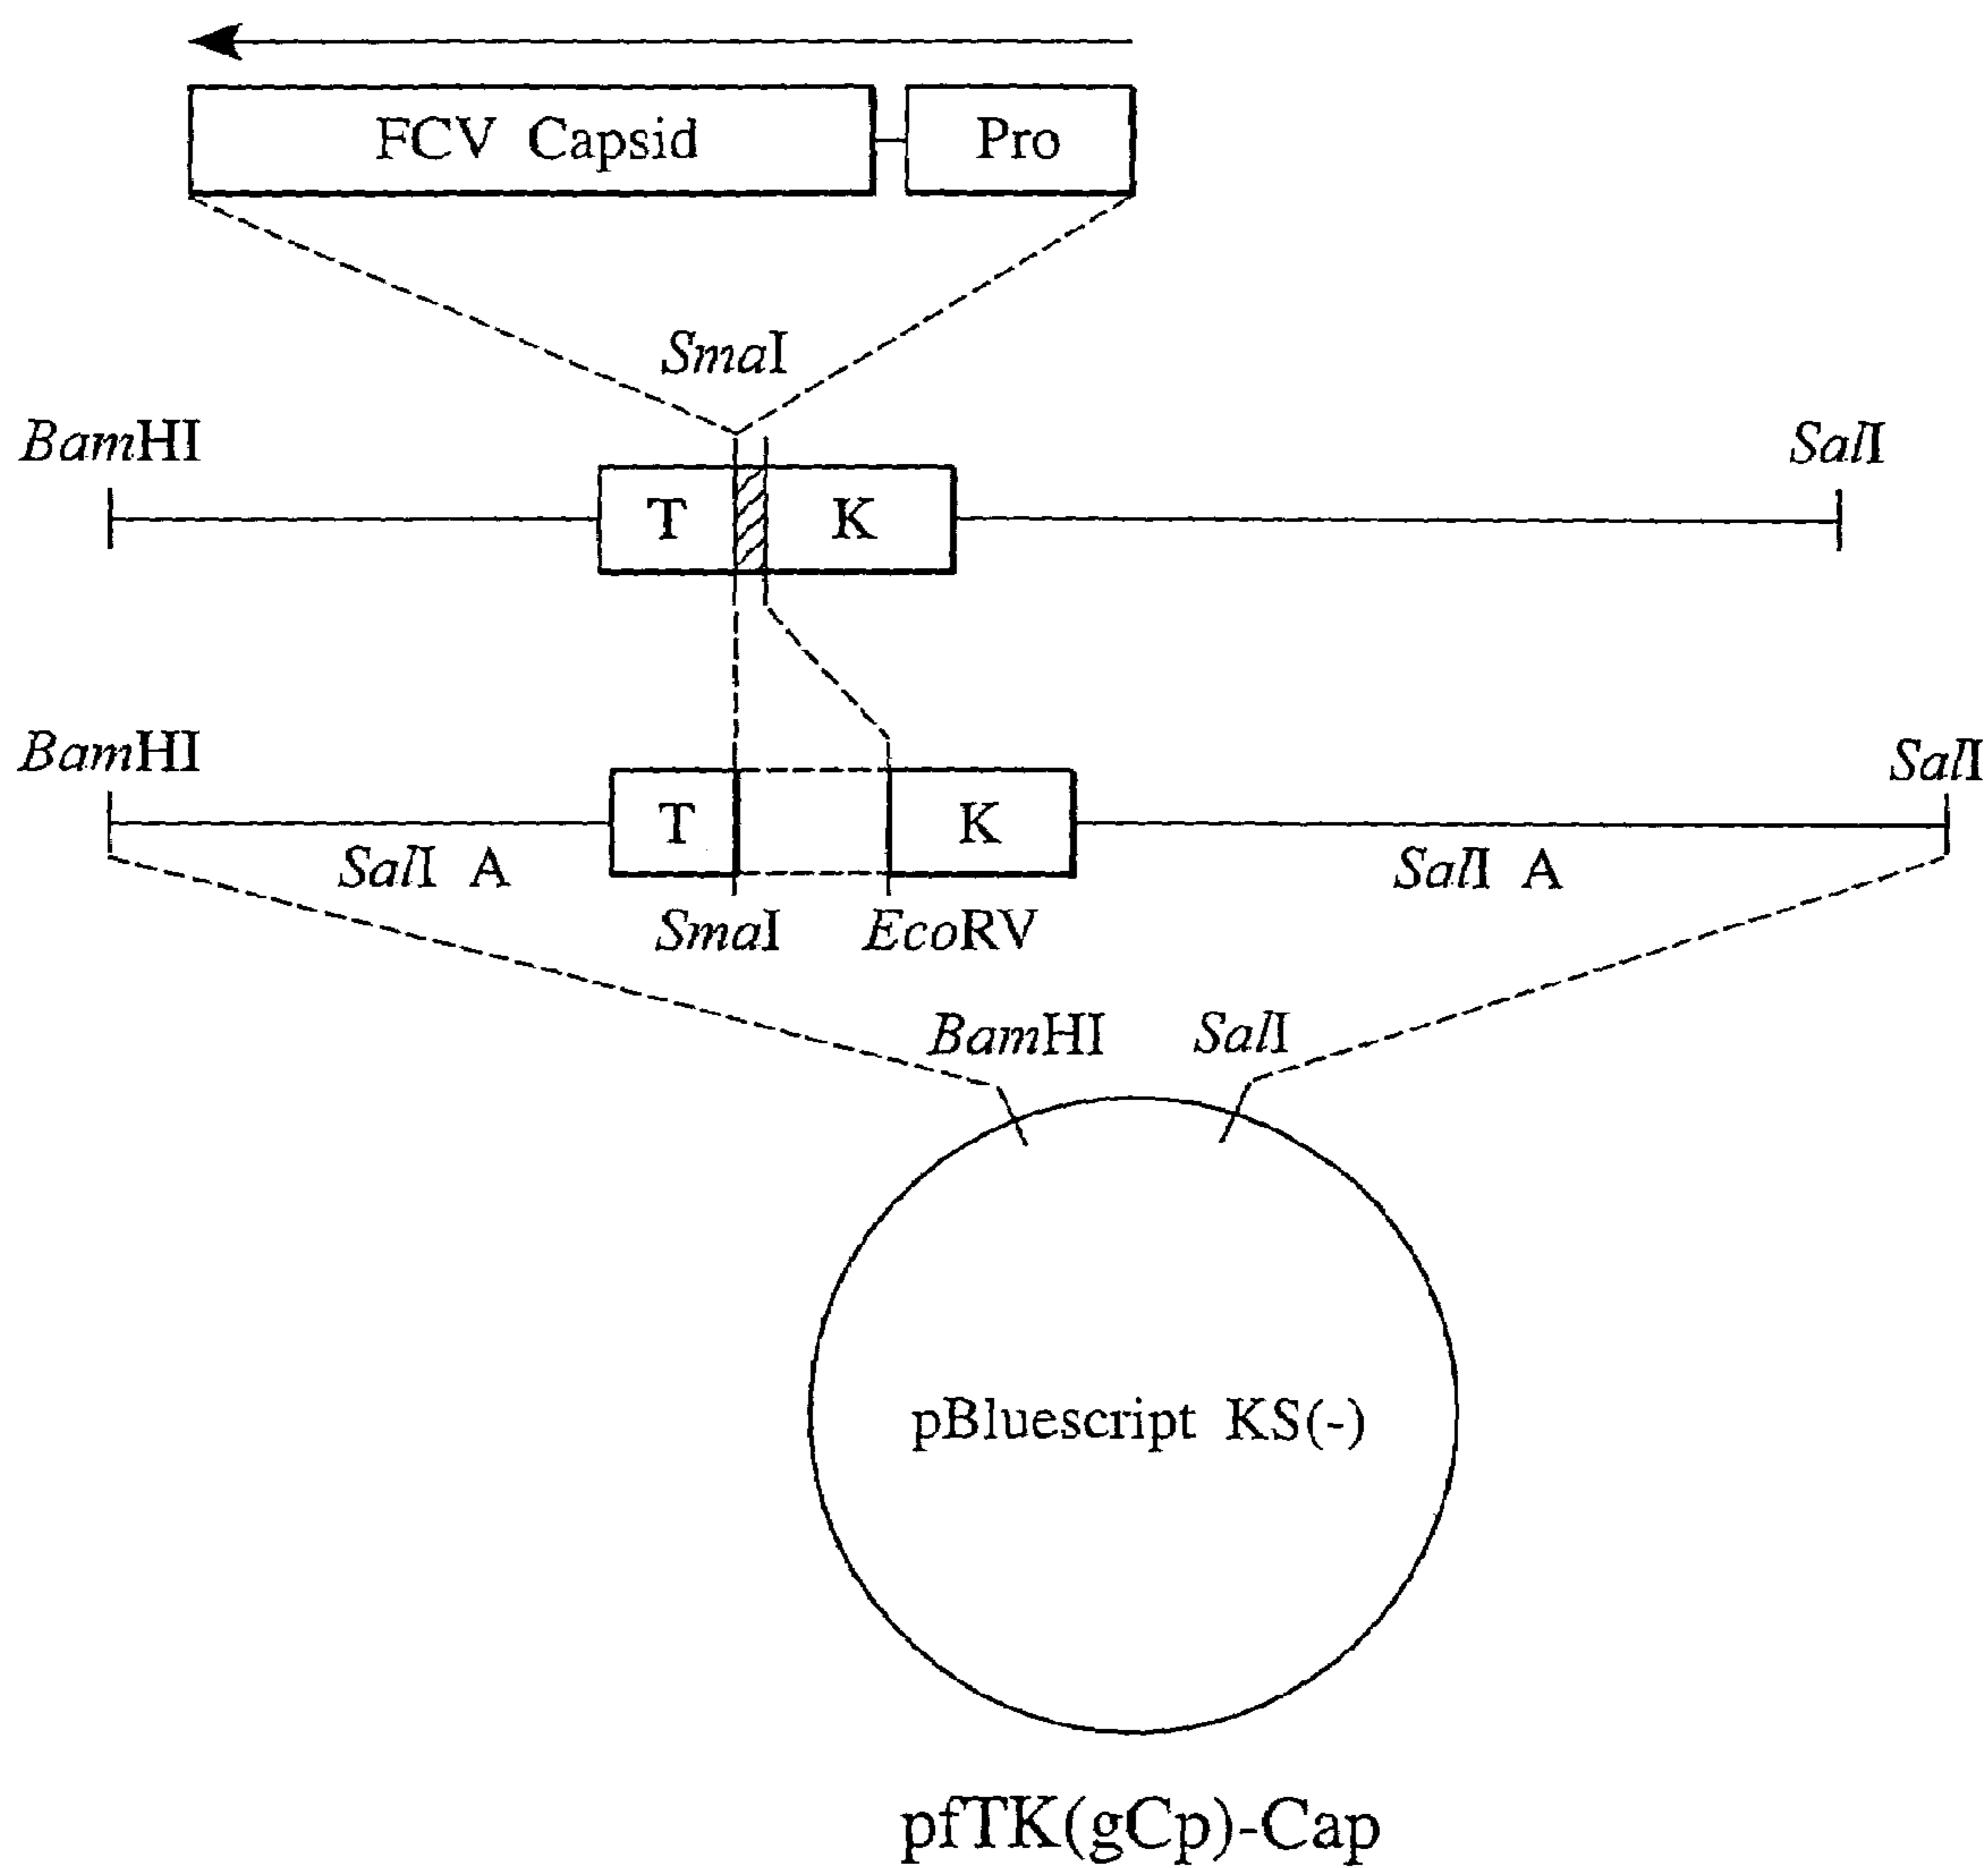 FCV Capsid Pro
SmaI
BamHI SalI
T K
BamHI SalI
T K
SalI A SalI A
SmaI EcoRV
BamHI SalI
pBluescript KS(-)
pfTK(gCp)-Cap